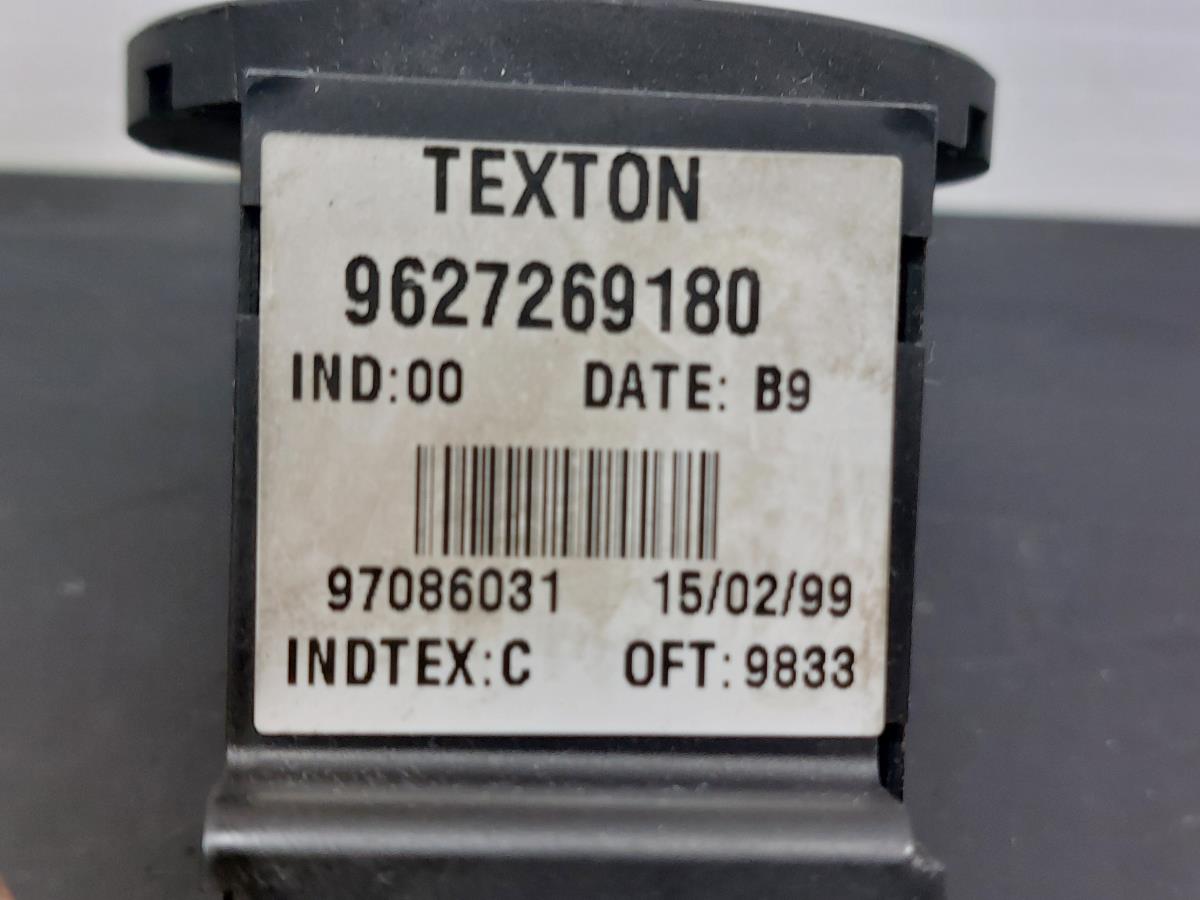 TEXTON
9627269180
IND:00 DATE: B9
97086031 15/02/99
INDTEX:C OFT:9833